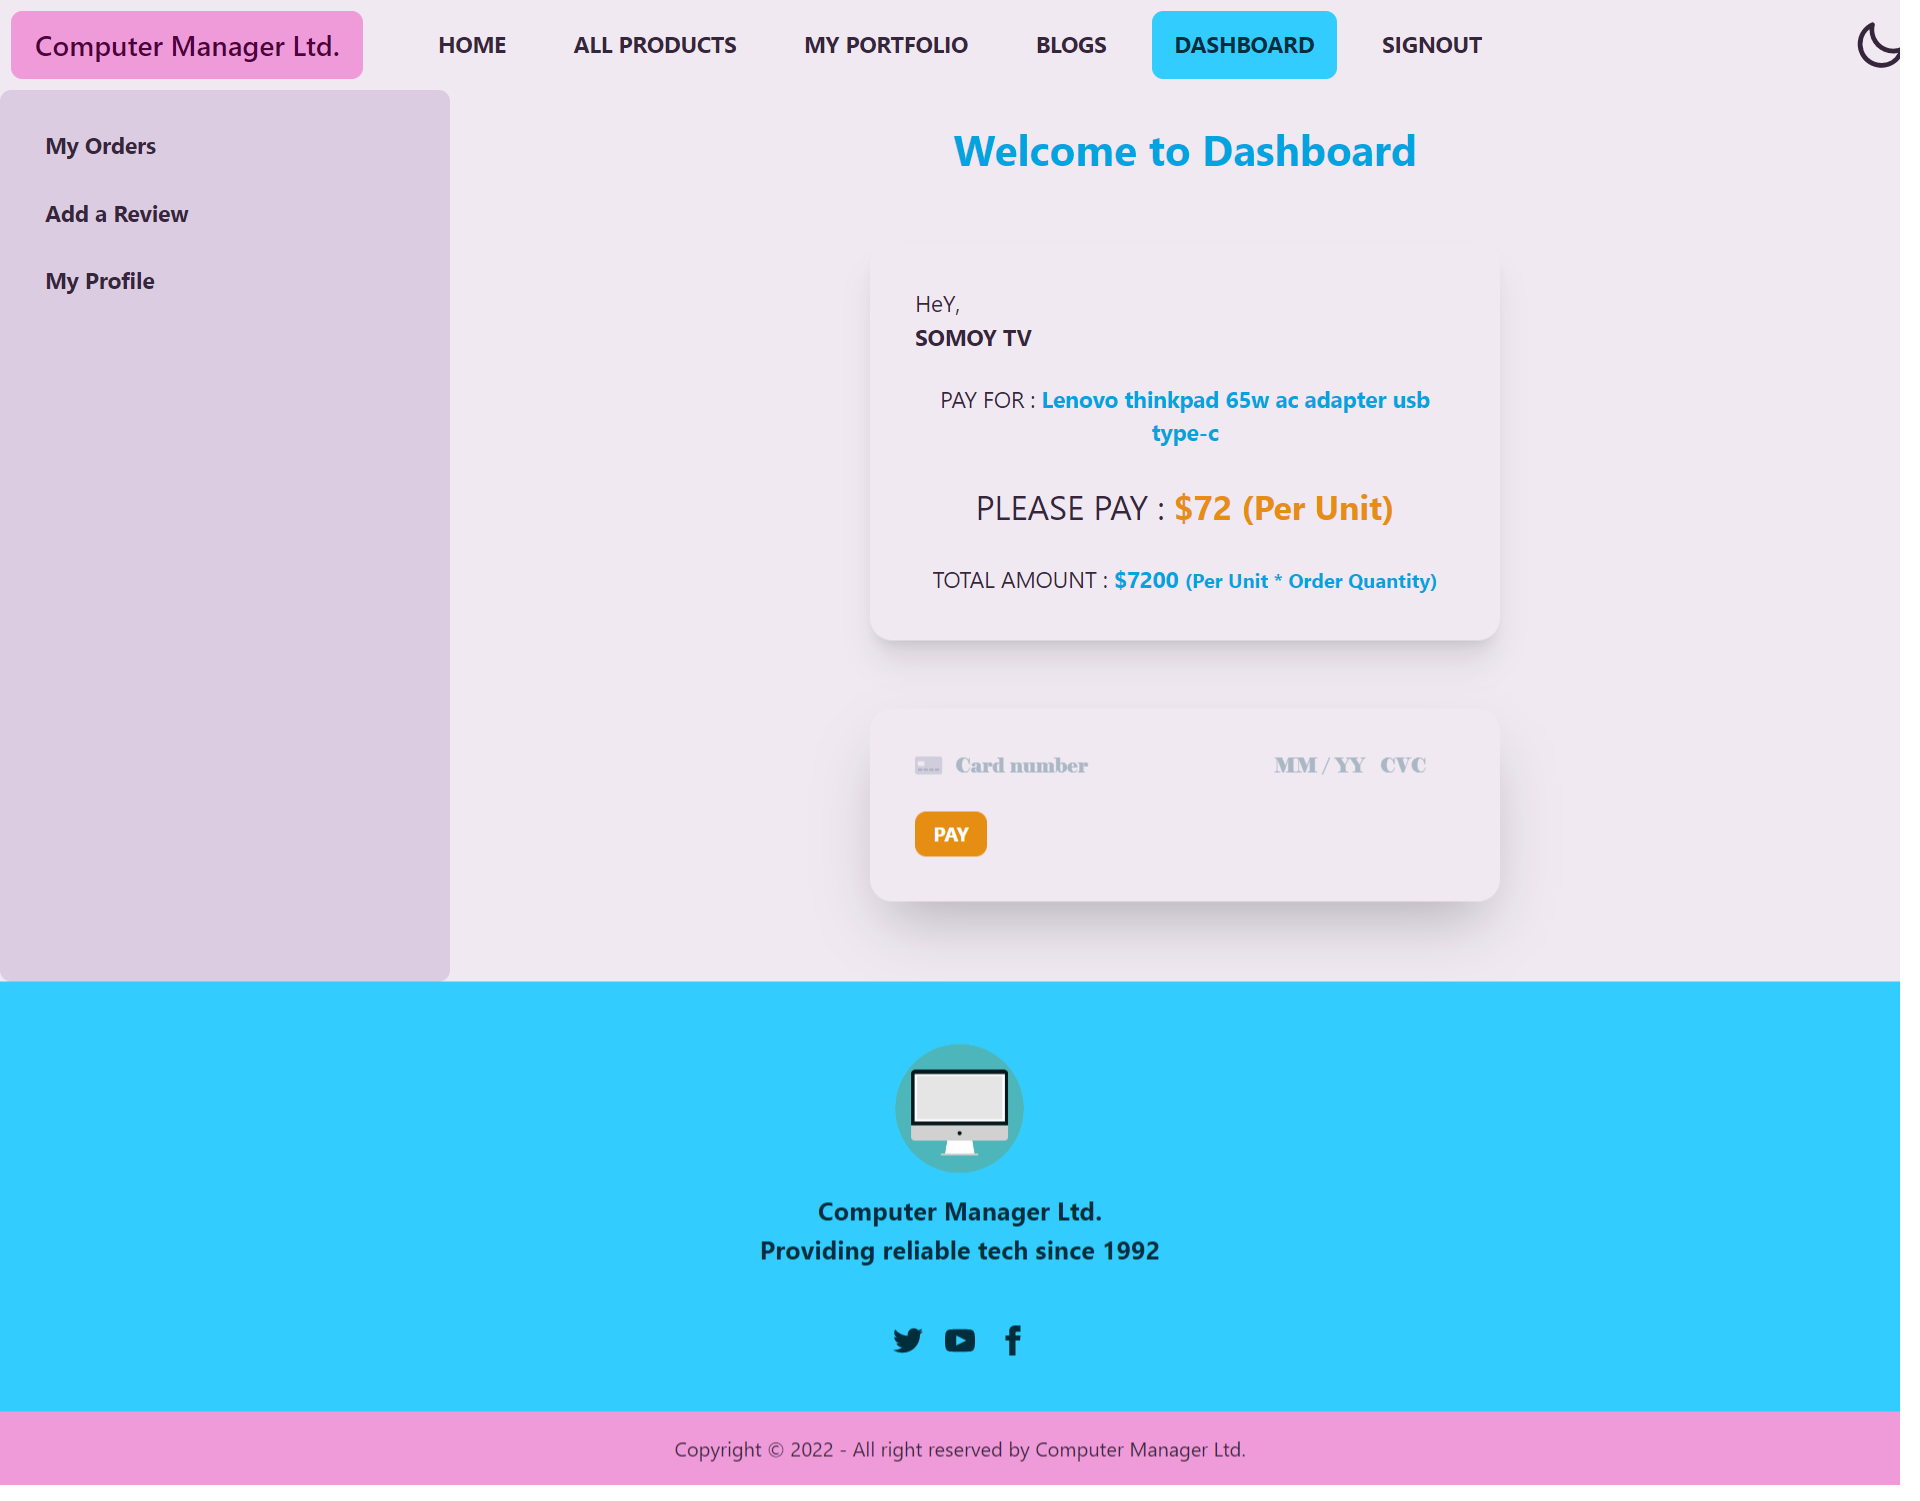 Computer Manager Ltd.
HOME
ALL PRODUCTS
MY PORTFOLIO
BLOGS
DASHBOARD
SIGNOUT
My Orders
Add a Review
My Profile
Welcome to Dashboard
HeY,
SOMOY TV
PAY FOR : Lenovo thinkpad 65w ac adapter usb
type-c
PLEASE PAY : $72 (Per Unit)
TOTAL AMOUNT : $7200 (Per Unit * Order Quantity)
Card number MM / YY CVC
PAY
Computer Manager Ltd.
Providing reliable tech since 1992
Copyright © 2022 - All right reserved by Computer Manager Ltd.